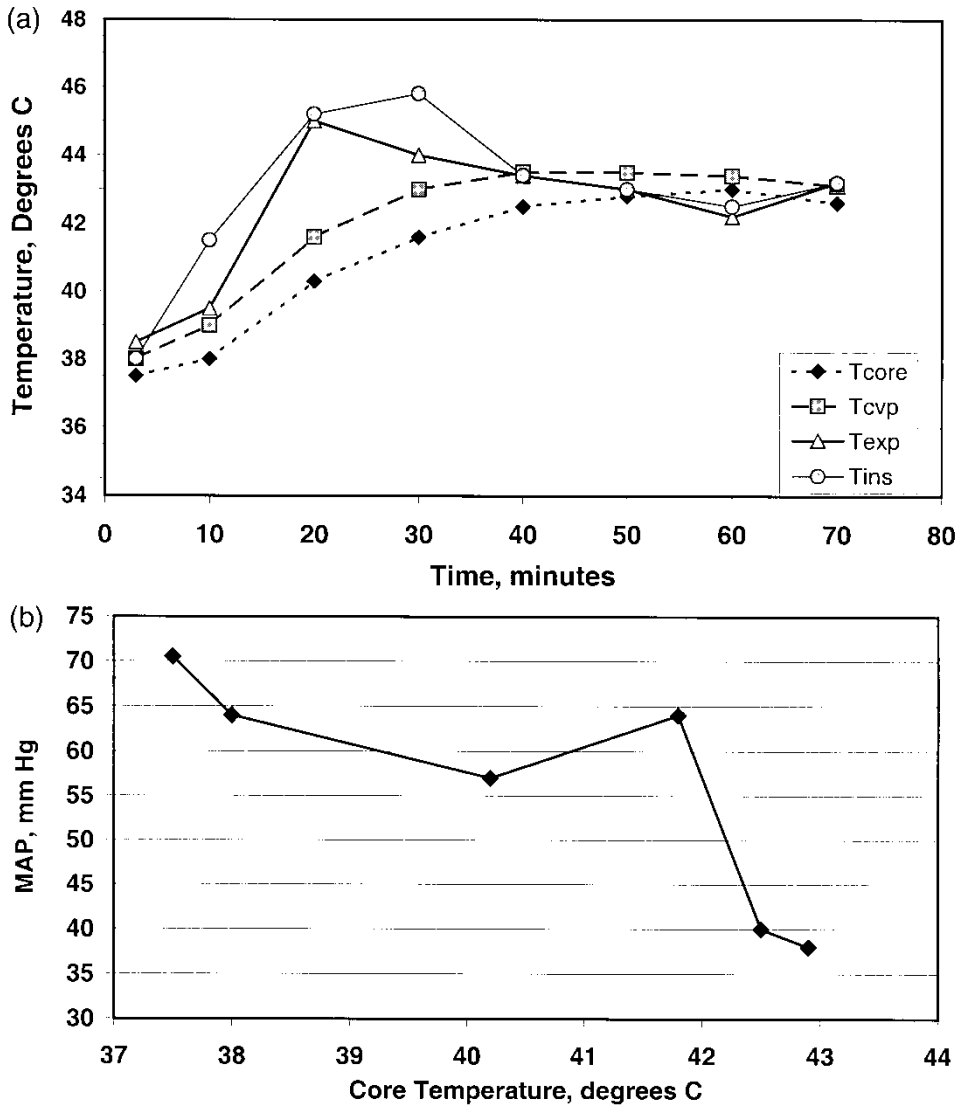 (a)
48
46
44
42
40
38
36
34
Temperature, Degrees C
Tcore
Tcvp
Texp
Tins
0 10 20 30 40 50 60 70 80
Time, minutes
(b)
75
70
65
60
55
50
45
40
35
30
MAP, mm Hg
37 38 39 40 41 42 43 44
Core Temperature, degrees C